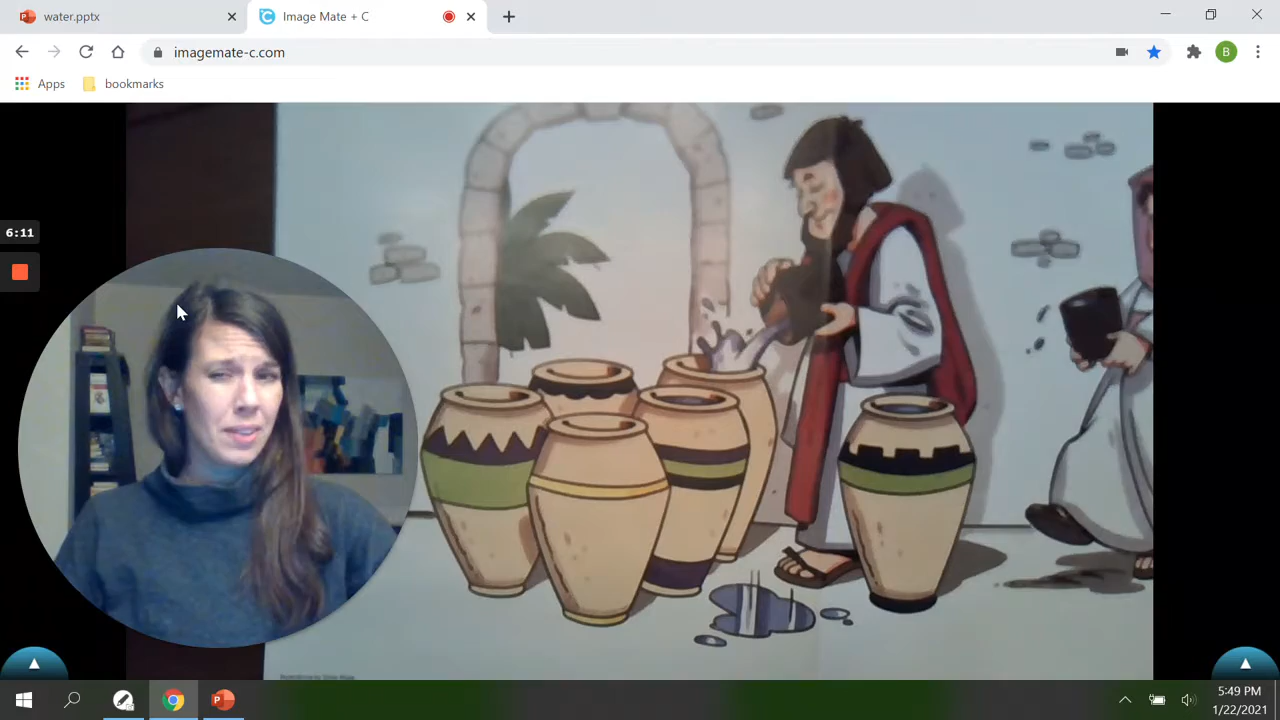 water.pptx
Image Mate + C
imagemate-c.com
B
Apps
bookmarks
6:11
5:49 PM
1/22/2021